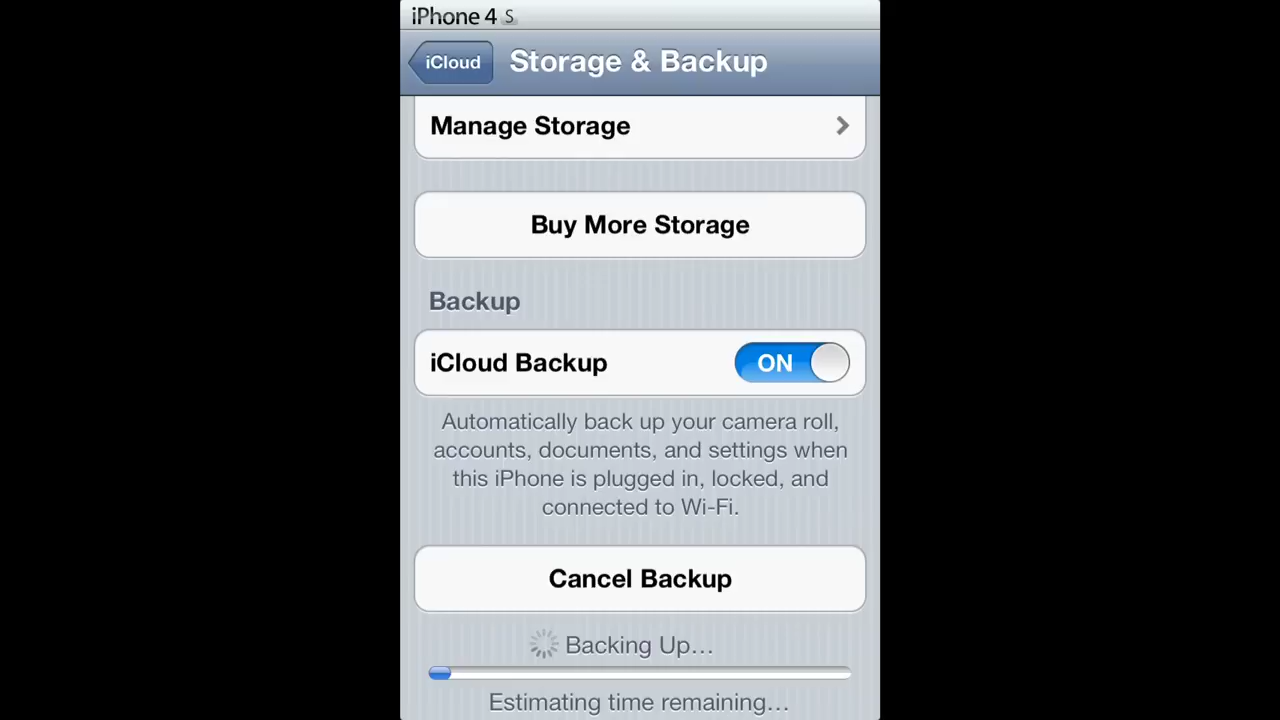 iPhone 4 S
iCloud
Storage & Backup
Manage Storage
Buy More Storage
Backup
iCloud Backup
ON
Automatically back up your camera roll,
accounts, documents, and settings when
this iPhone is plugged in, locked, and
connected to Wi-Fi.
Cancel Backup
Backing Up...
Estimating time remaining...